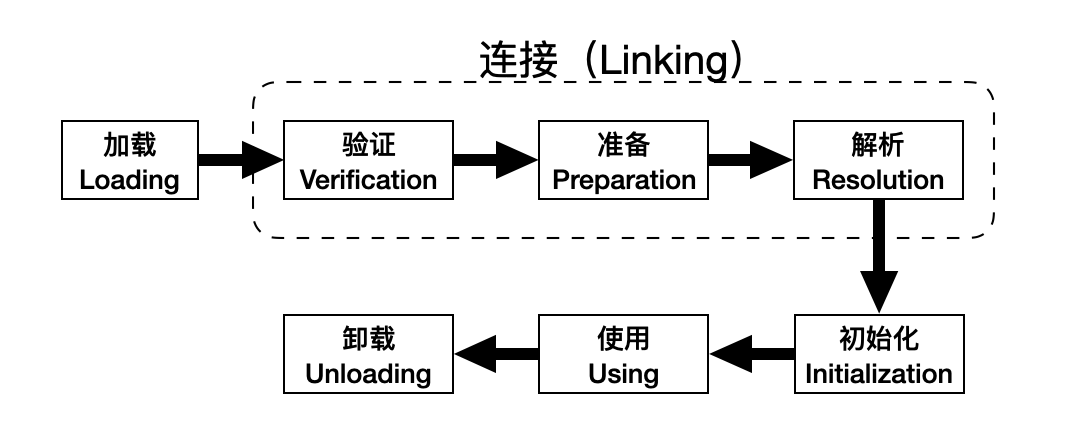 连接（Linking）
加载
Loading
验证
Verification
准备
Preparation
解析
Resolution
初始化
Initialization
使用
Using
卸载
Unloading